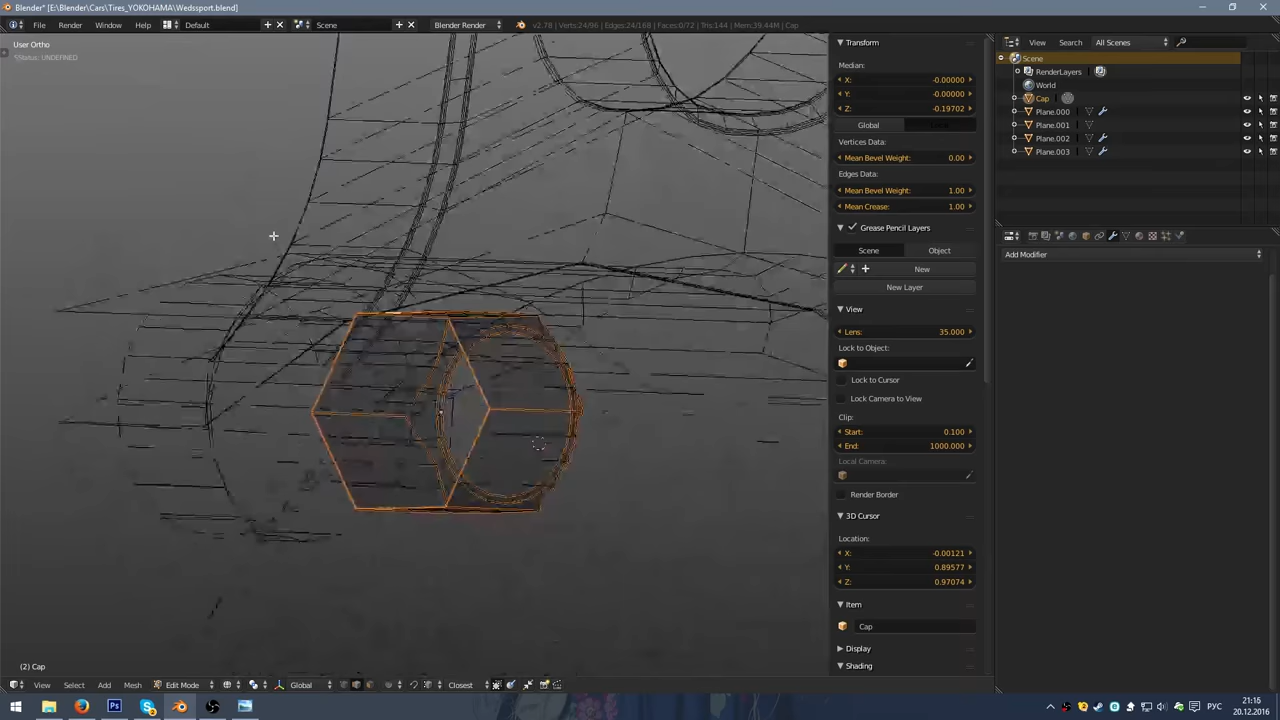 Blender* [E:\Blender\Cars\Tires_YOKOHAMA\Wedssport.blend]
File Render Window Help Default Scene Blender Render v2.78 | Verts:24/96 | Edges:24/168 | Faces:0/72 | Tris:144 | Mem:39.44M | Cap
User Ortho
Status: UNDEFINED
Transform
Median:
X: -0.00000
Y: -0.00000
Z: -0.19702
Global
Vertices Data:
Mean Bevel Weight: 0.00
Edges Data:
Mean Bevel Weight: 1.00
Mean Crease: 1.00
Grease Pencil Layers
Scene Object
New
New Layer
View
Lens: 35.000
Lock to Object:
Lock to Cursor
Lock Camera to View
Clip:
Start: 0.100
End: 1000.000
Local Camera:
Render Border
3D Cursor
Location:
X: -0.00121
Y: 0.89577
Z: 0.97074
Item
Cap
Display
Shading
View Search All Scenes
Scene
RenderLayers
World
Cap
Plane.000
Plane.001
Plane.002
Plane.003
Add Modifier
(2) Cap
View Select Add Mesh Edit Mode Global Closest
РУС
21:16
20.12.2016